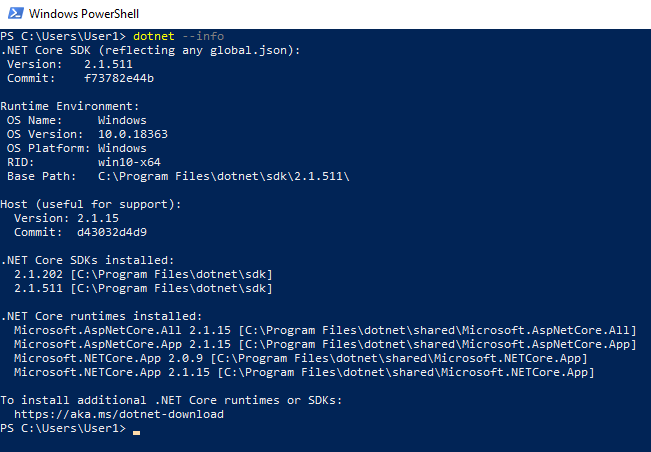 Windows PowerShell
PS C:\Users\User1> dotnet --info
.NET Core SDK (reflecting any global.json):
 Version:   2.1.511
 Commit:    f73782e44b

Runtime Environment:
 OS Name:     Windows
 OS Version:  10.0.18363
 OS Platform: Windows
 RID:         win10-x64
 Base Path:   C:\Program Files\dotnet\sdk\2.1.511\

Host (useful for support):
  Version: 2.1.15
  Commit:  d43032d4d9

.NET Core SDKs installed:
  2.1.202 [C:\Program Files\dotnet\sdk]
  2.1.511 [C:\Program Files\dotnet\sdk]

.NET Core runtimes installed:
  Microsoft.AspNetCore.All 2.1.15 [C:\Program Files\dotnet\shared\Microsoft.AspNetCore.All]
  Microsoft.AspNetCore.App 2.1.15 [C:\Program Files\dotnet\shared\Microsoft.AspNetCore.App]
  Microsoft.NETCore.App 2.0.9 [C:\Program Files\dotnet\shared\Microsoft.NETCore.App]
  Microsoft.NETCore.App 2.1.15 [C:\Program Files\dotnet\shared\Microsoft.NETCore.App]

To install additional .NET Core runtimes or SDKs:
  https://aka.ms/dotnet-download
PS C:\Users\User1>